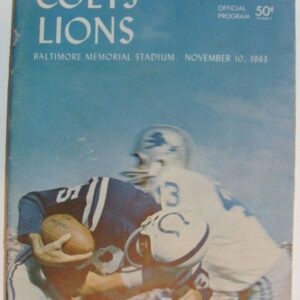 COLTS
LIONS
OFFICIAL
PROGRAM
50¢
BALTIMORE MEMORIAL STADIUM NOVEMBER 10, 1963